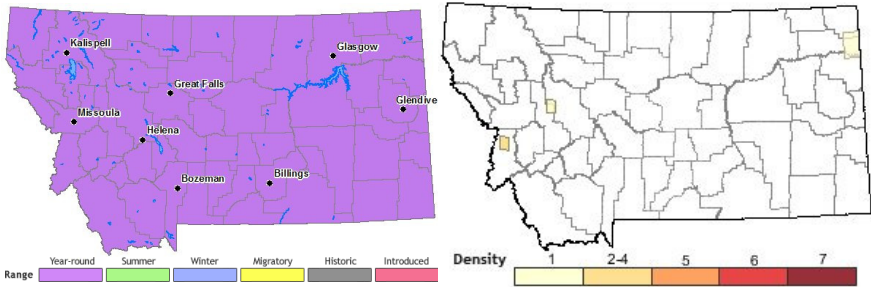 Kalispell
Glasgow
Great Falls
Glendive
Missoula
Helena
Bozeman
Billings
Range
Year-round
Summer
Winter
Migratory
Historic
Introduced
Density
1
2-4
5
6
7